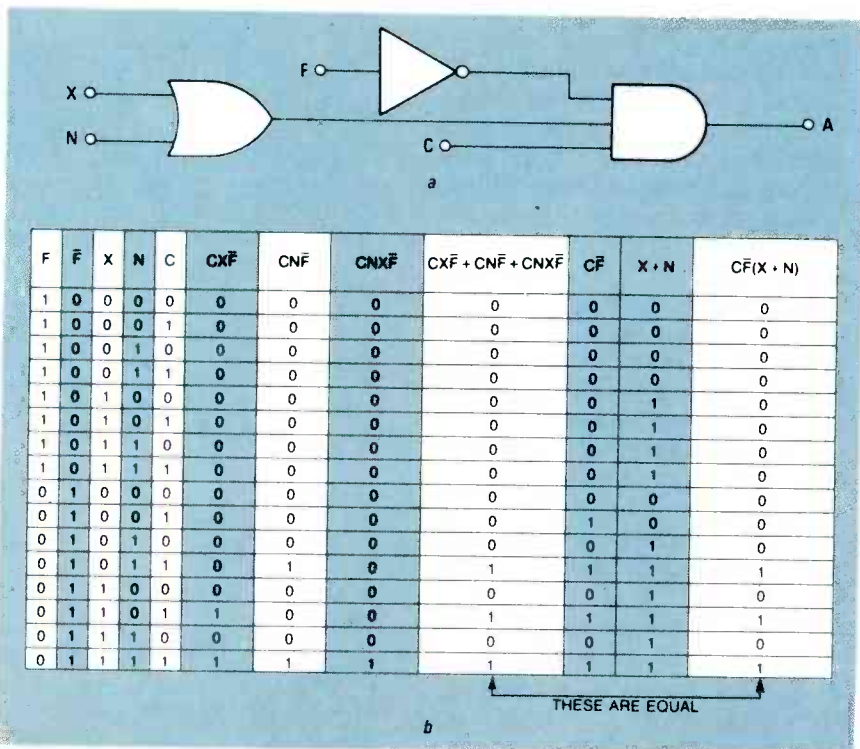 F
X
N
C
A
a
F F̄ X N C CXF̄ CNF̄ CNXF̄ CXF̄ + CNF̄ + CNXF̄ CF̄ X + N CF̄(X + N)
1 0 0 0 0 0 0 0 0 0 0 0
1 0 0 0 1 0 0 0 0 0 0 0
1 0 0 1 0 0 0 0 0 0 0 0
1 0 0 1 1 0 0 0 0 0 0 0
1 0 1 0 0 0 0 0 0 0 1 0
1 0 1 0 1 0 0 0 0 0 1 0
1 0 1 1 0 0 0 0 0 0 1 0
1 0 1 1 1 0 0 0 0 0 1 0
0 1 0 0 0 0 0 0 0 0 0 0
0 1 0 0 1 0 0 0 0 1 0 0
0 1 0 1 0 0 0 0 0 0 1 0
0 1 0 1 1 0 1 0 1 1 1 1
0 1 1 0 0 0 0 0 0 0 1 0
0 1 1 0 1 1 0 0 1 1 1 1
0 1 1 1 0 0 0 0 0 0 1 0
0 1 1 1 1 1 1 1 1 1 1 1
THESE ARE EQUAL
b